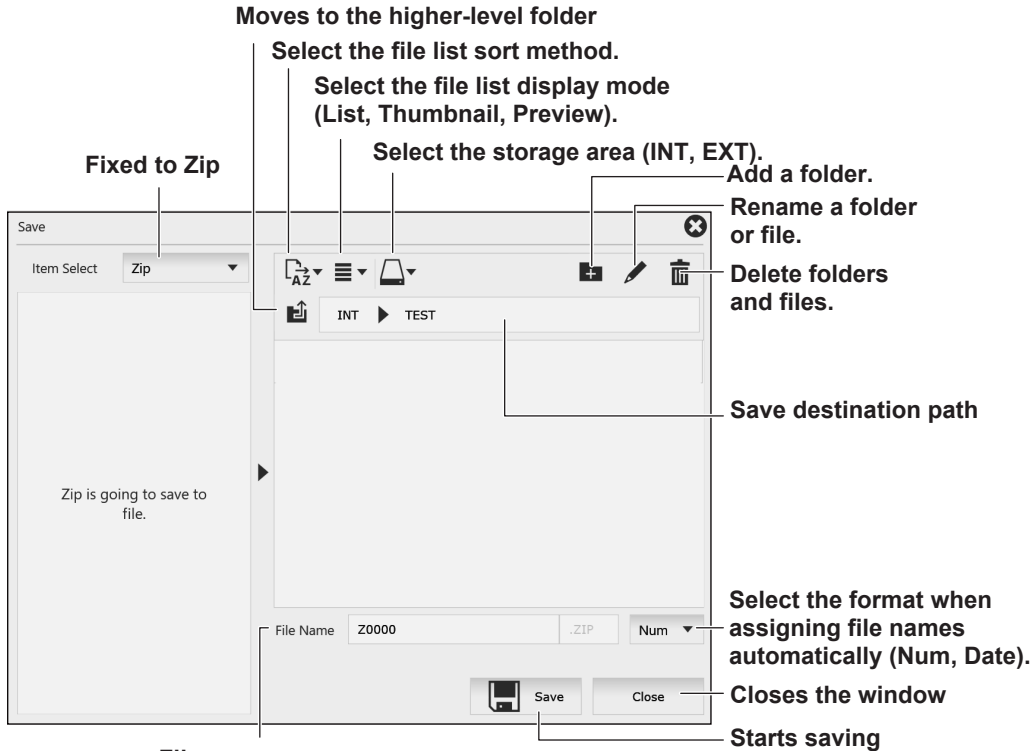 Moves to the higher-level folder
Select the file list sort method.
Select the file list display mode
(List, Thumbnail, Preview).
Select the storage area (INT, EXT).
Fixed to Zip
Add a folder.
Rename a folder
or file.
Delete folders
and files.
Save
Item Select
Zip
AZ
INT
TEST
Save destination path
Zip is going to save to
file.
Select the format when
assigning file names
automatically (Num, Date).
File Name
Z0000
.ZIP
Num
Save
Close
Closes the window
Starts saving